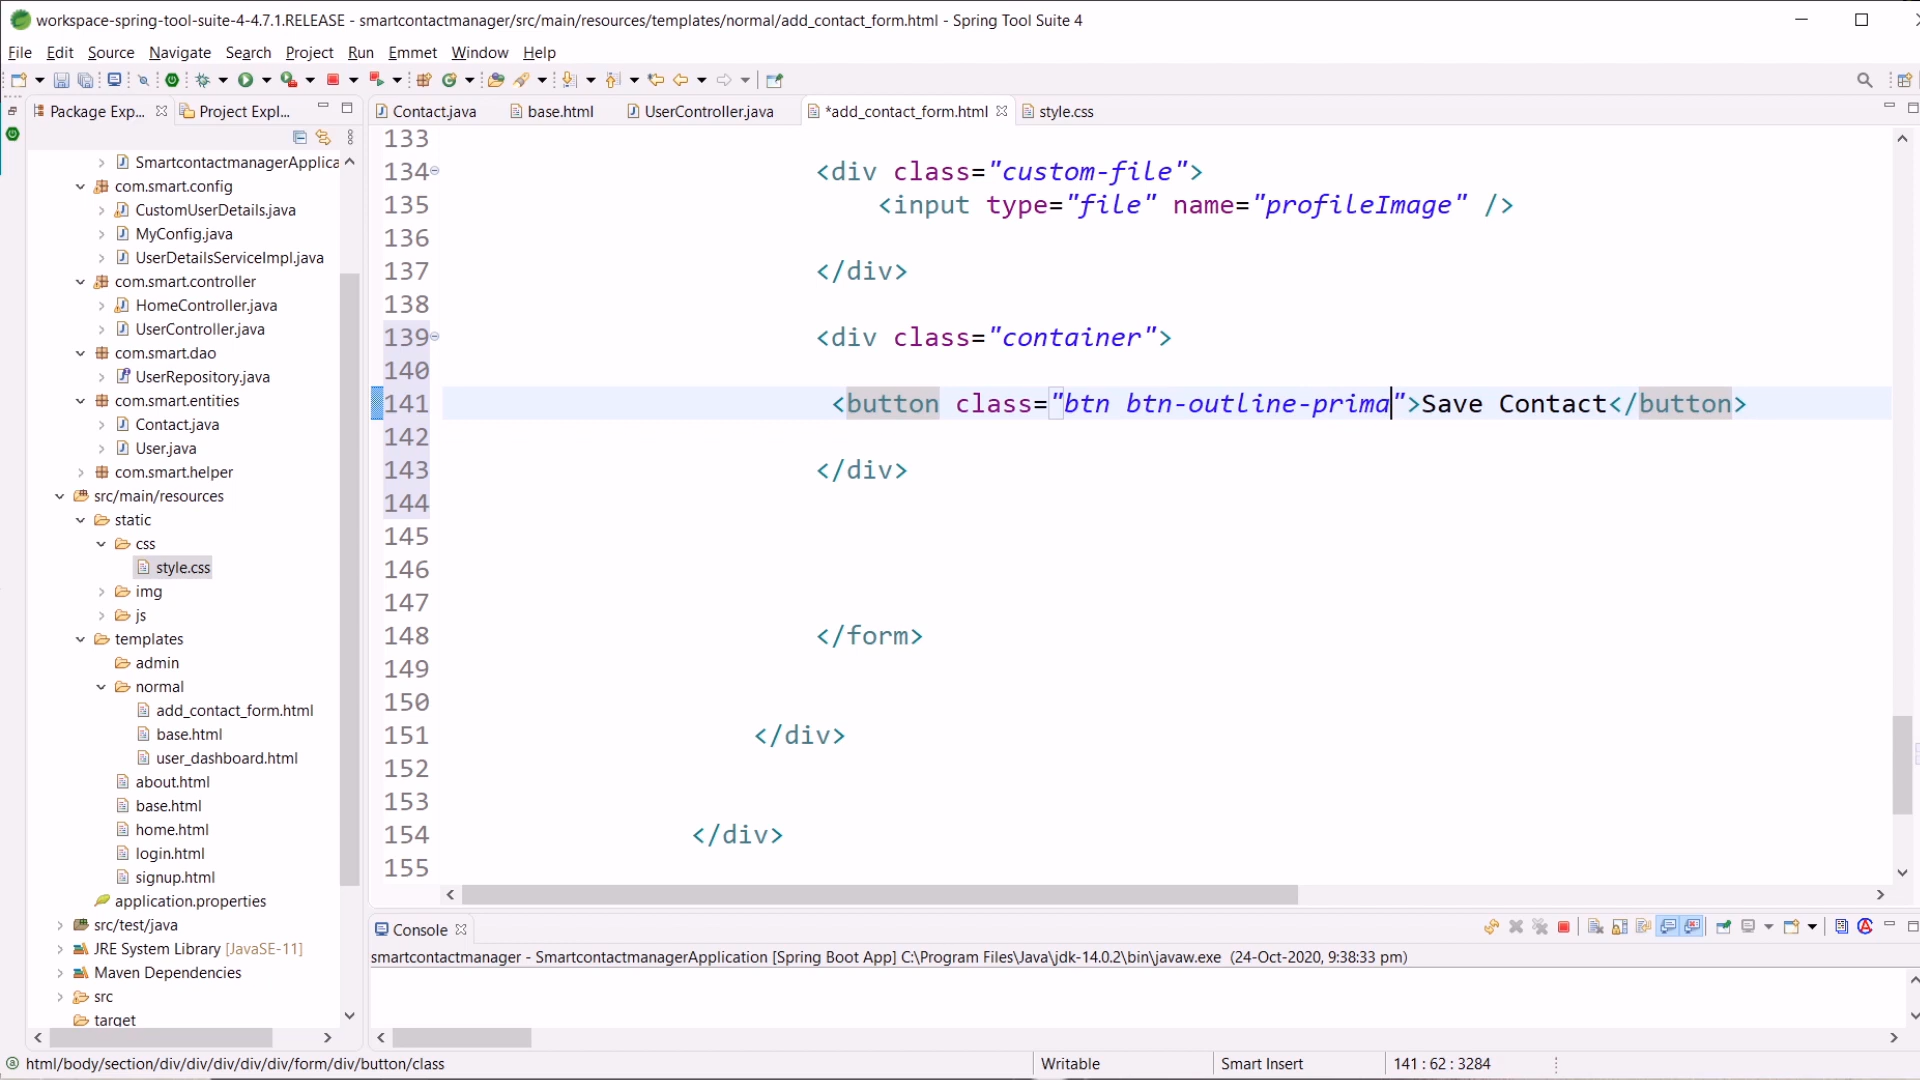 workspace-spring-tool-suite-4-4.7.1.RELEASE - smartcontactmanager/src/main/resources/templates/normal/add_contact_form.html - Spring Tool Suite 4
File Edit Source Navigate Search Project Run Emmet Window Help
Package Exp... Project Expl...
Contact.java base.html UserController.java *add_contact_form.html style.css
SmartcontactmanagerApplica
com.smart.config
CustomUserDetails.java
MyConfig.java
UserDetailsServiceImpl.java
com.smart.controller
HomeController.java
UserController.java
com.smart.dao
UserRepository.java
com.smart.entities
Contact.java
User.java
com.smart.helper
src/main/resources
static
css
style.css
img
js
templates
admin
normal
add_contact_form.html
base.html
user_dashboard.html
about.html
base.html
home.html
login.html
signup.html
application.properties
src/test/java
JRE System Library [JavaSE-11]
Maven Dependencies
src
target
133
134 <div class="custom-file">
135 <input type="file" name="profileImage" />
136
137 </div>
138
139 <div class="container">
140
141 <button class="btn btn-outline-prima">Save Contact</button>
142
143 </div>
144
145
146
147
148 </form>
149
150
151 </div>
152
153
154 </div>
155
Console
smartcontactmanager - SmartcontactmanagerApplication [Spring Boot App] C:\Program Files\Java\jdk-14.0.2\bin\javaw.exe (24-Oct-2020, 9:38:33 pm)
html/body/section/div/div/div/div/div/form/div/button/class Writable Smart Insert 141 : 62 : 3284